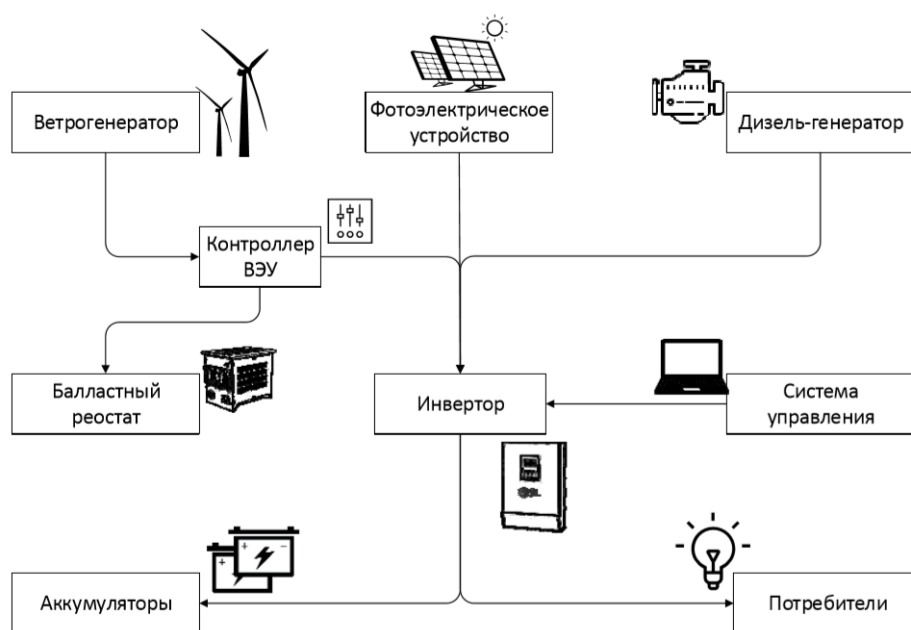 Ветрогенератор
Фотоэлектрическое
устройство
Дизель-генератор
Контроллер
ВЭУ
Балластный
реостат
Инвертор
Система
управления
Аккумуляторы
Потребители